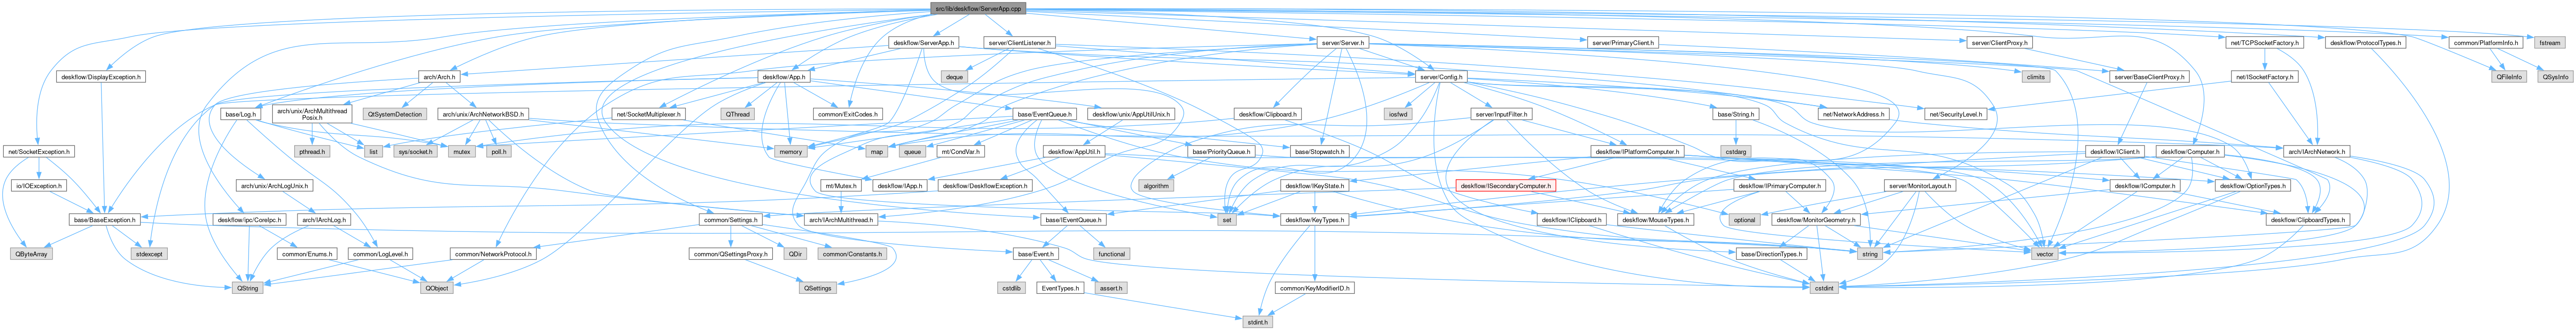 src/lib/deskflow/ServerApp.cpp
deskflow/ServerApp.h
server/ClientListener.h
server/Server.h
server/PrimaryClient.h
server/ClientProxy.h
net/TCPSocketFactory.h
deskflow/ProtocolTypes.h
common/PlatformInfo.h
fstream
deskflow/DisplayException.h
arch/Arch.h
deskflow/App.h
deque
server/Config.h
climits
server/BaseClientProxy.h
net/ISocketFactory.h
QFileInfo
QSysInfo
base/Log.h
arch/unix/ArchMultithread
Posix.h
QtSystemDetection
arch/unix/ArchNetworkBSD.h
net/SocketMultiplexer.h
QThread
common/ExitCodes.h
base/EventQueue.h
deskflow/unix/AppUtilUnix.h
deskflow/Clipboard.h
iosfwd
server/InputFilter.h
base/String.h
net/NetworkAddress.h
net/SecurityLevel.h
net/SocketException.h
pthread.h
list
mutex
sys/socket.h
poll.h
memory
map
queue
mt/CondVar.h
deskflow/AppUtil.h
base/PriorityQueue.h
base/Stopwatch.h
deskflow/IPlatformComputer.h
cstdarg
deskflow/IClient.h
deskflow/Computer.h
arch/IArchNetwork.h
io/IOException.h
arch/unix/ArchLogUnix.h
mt/Mutex.h
deskflow/IApp.h
deskflow/DeskflowException.h
algorithm
deskflow/IKeyState.h
deskflow/ISecondaryComputer.h
deskflow/IPrimaryComputer.h
server/MonitorLayout.h
deskflow/IComputer.h
deskflow/OptionTypes.h
base/BaseException.h
deskflow/ipc/CoreIpc.h
arch/IArchLog.h
common/Settings.h
arch/IArchMultithread.h
base/IEventQueue.h
set
deskflow/KeyTypes.h
optional
deskflow/IClipboard.h
deskflow/MouseTypes.h
deskflow/MonitorGeometry.h
deskflow/ClipboardTypes.h
QByteArray
stdexcept
common/Enums.h
common/LogLevel.h
common/NetworkProtocol.h
common/QSettingsProxy.h
QDir
common/Constants.h
base/Event.h
functional
base/DirectionTypes.h
string
vector
QString
QObject
QSettings
cstdlib
EventTypes.h
assert.h
common/KeyModifierID.h
cstdint
stdint.h